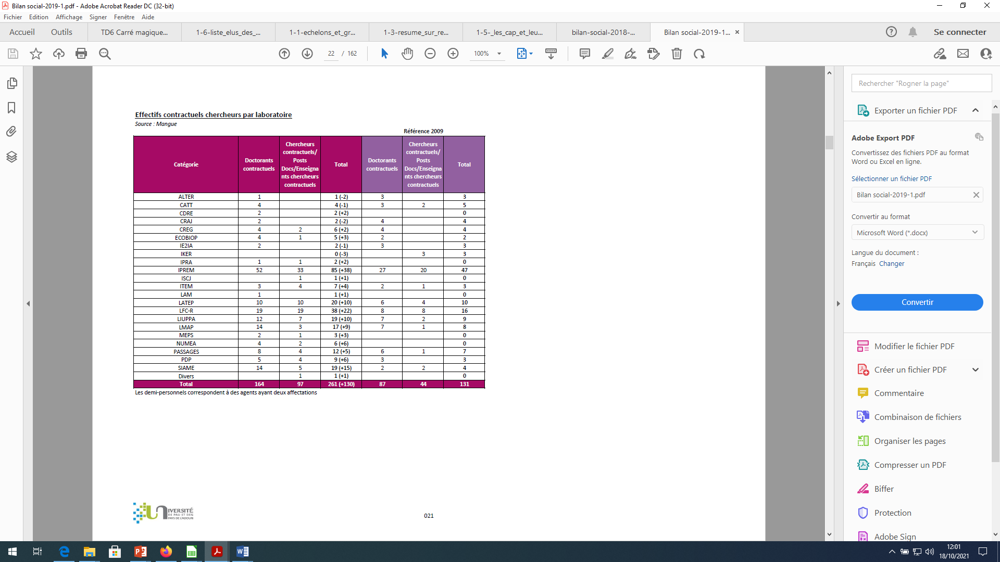 Bilan social-2019-1.pdf - Adobe Acrobat Reader DC (32-bit)
Fichier Edition Affichage Signer Fenêtre Aide
Accueil Outils TD6 Carré magique... 1-6-liste_elus_des_... 1-1-echelons_et_gr... 1-3-resume_sur_re... 1-5-_les_cap_et_leu... bilan-social-2018-... Bilan social-2019-1... × Se connecter
22 / 162 100%
Effectifs contractuels chercheurs par laboratoire
Source : Mangue
Référence 2009
Catégorie Doctorants contractuels Chercheurs contractuels/ Posts Docs/Enseigna nts chercheurs contractuels Total Doctorants contractuels Chercheurs contractuels/ Posts Docs/Enseigna nts chercheurs contractuels Total
ALTER 1 1 (-2) 3 3
CATT 4 4 (-1) 3 2 5
CDRE 2 2 (+2) 0
CRAJ 2 2 (-2) 4 4
CREG 4 2 6 (+2) 4 4
ECOBIOP 4 1 5 (+3) 2 2
IE2IA 2 2 (-1) 3 3
IKER 0 (-3) 3 3
IPRA 1 1 2 (+2) 0
IPREM 52 33 85 (+38) 27 20 47
ISCJ 1 1 (+1) 0
ITEM 3 4 7 (+4) 2 1 3
LAM 1 1 (+1) 0
LATEP 10 10 20 (+10) 6 4 10
LFC-R 19 19 38 (+22) 8 8 16
LIUPPA 12 7 19 (+10) 7 2 9
LMAP 14 3 17 (+9) 7 1 8
MEPS 2 1 3 (+3) 0
NUMEA 4 2 6 (+6) 0
PASSAGES 8 4 12 (+5) 6 1 7
PDP 5 4 9 (+6) 3 3
SIAME 14 5 19 (+15) 2 2 4
Divers 1 1 (+1) 0
Total 164 97 261 (+130) 87 44 131
Les demi-personnels correspondent à des agents ayant deux affectations
UNIVERSITÉ
DE PAU ET DES
PAYS DE L'ADOUR
021
Rechercher "Rogner la page"
Exporter un fichier PDF
Adobe Export PDF
Convertissez des fichiers PDF au format
Word ou Excel en ligne.
Sélectionner un fichier PDF
Bilan social-2019-1.pdf
Convertir au format
Microsoft Word (*.docx)
Langue du document :
Français Changer
Convertir
Modifier le fichier PDF
Créer un fichier PDF
Commentaire
Combinaison de fichiers
Organiser les pages
Compresser un PDF
Biffer
Protection
Adobe Sign
12:01
18/10/2021